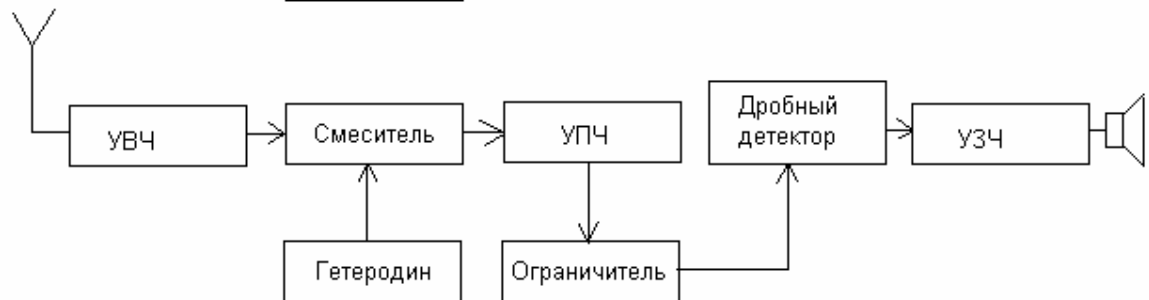 УВЧ
Смеситель
УПЧ
Дробный
детектор
УЗЧ
Гетеродин
Ограничитель